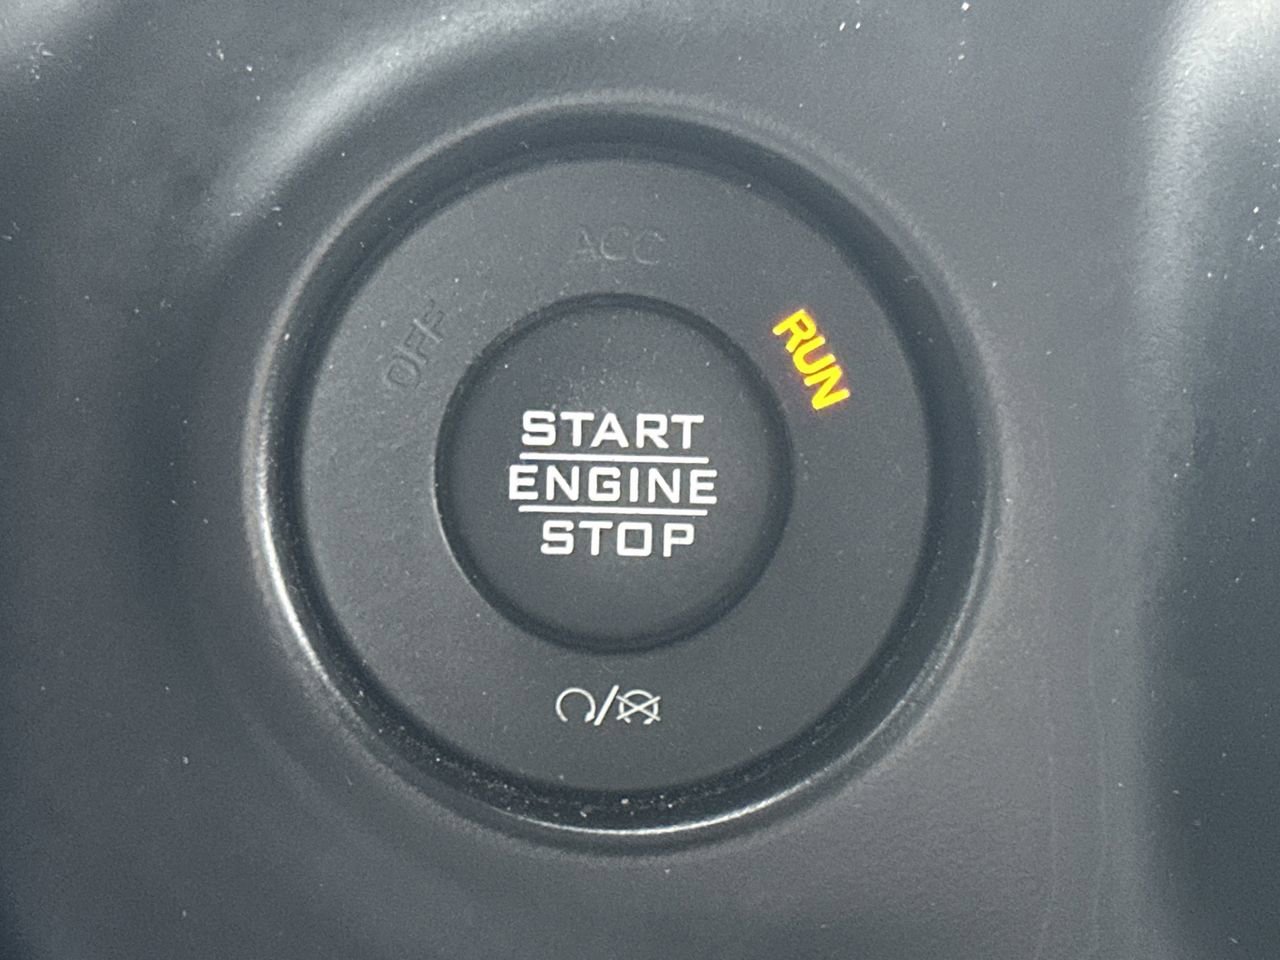 ACC
OFF
RUN
START
ENGINE
STOP